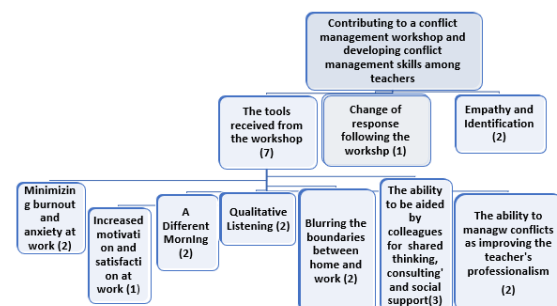 Contributing to a conflict
management workshop and
developing conflict
management skills among
teachers
The tools
received from
the workshop
(7)
Change of
response
following the
workshp (1)
Empathy and
Identification
(2)
Minimizin
g burnout
and
anxiety at
work (2)
Increased
motivati
on and
satisfacti
on at
work (1)
A
Different
MornIng
(2)
Qualitative
Listening (2)
Blurring the
boundaries
between
home and
work (2)
The ability
to be aided
by
colleagues
for shared
thinking,
consulting'
and social
support(3)
The ability to
managw conflicts
as improving the
teacher's
professionalism
(2)